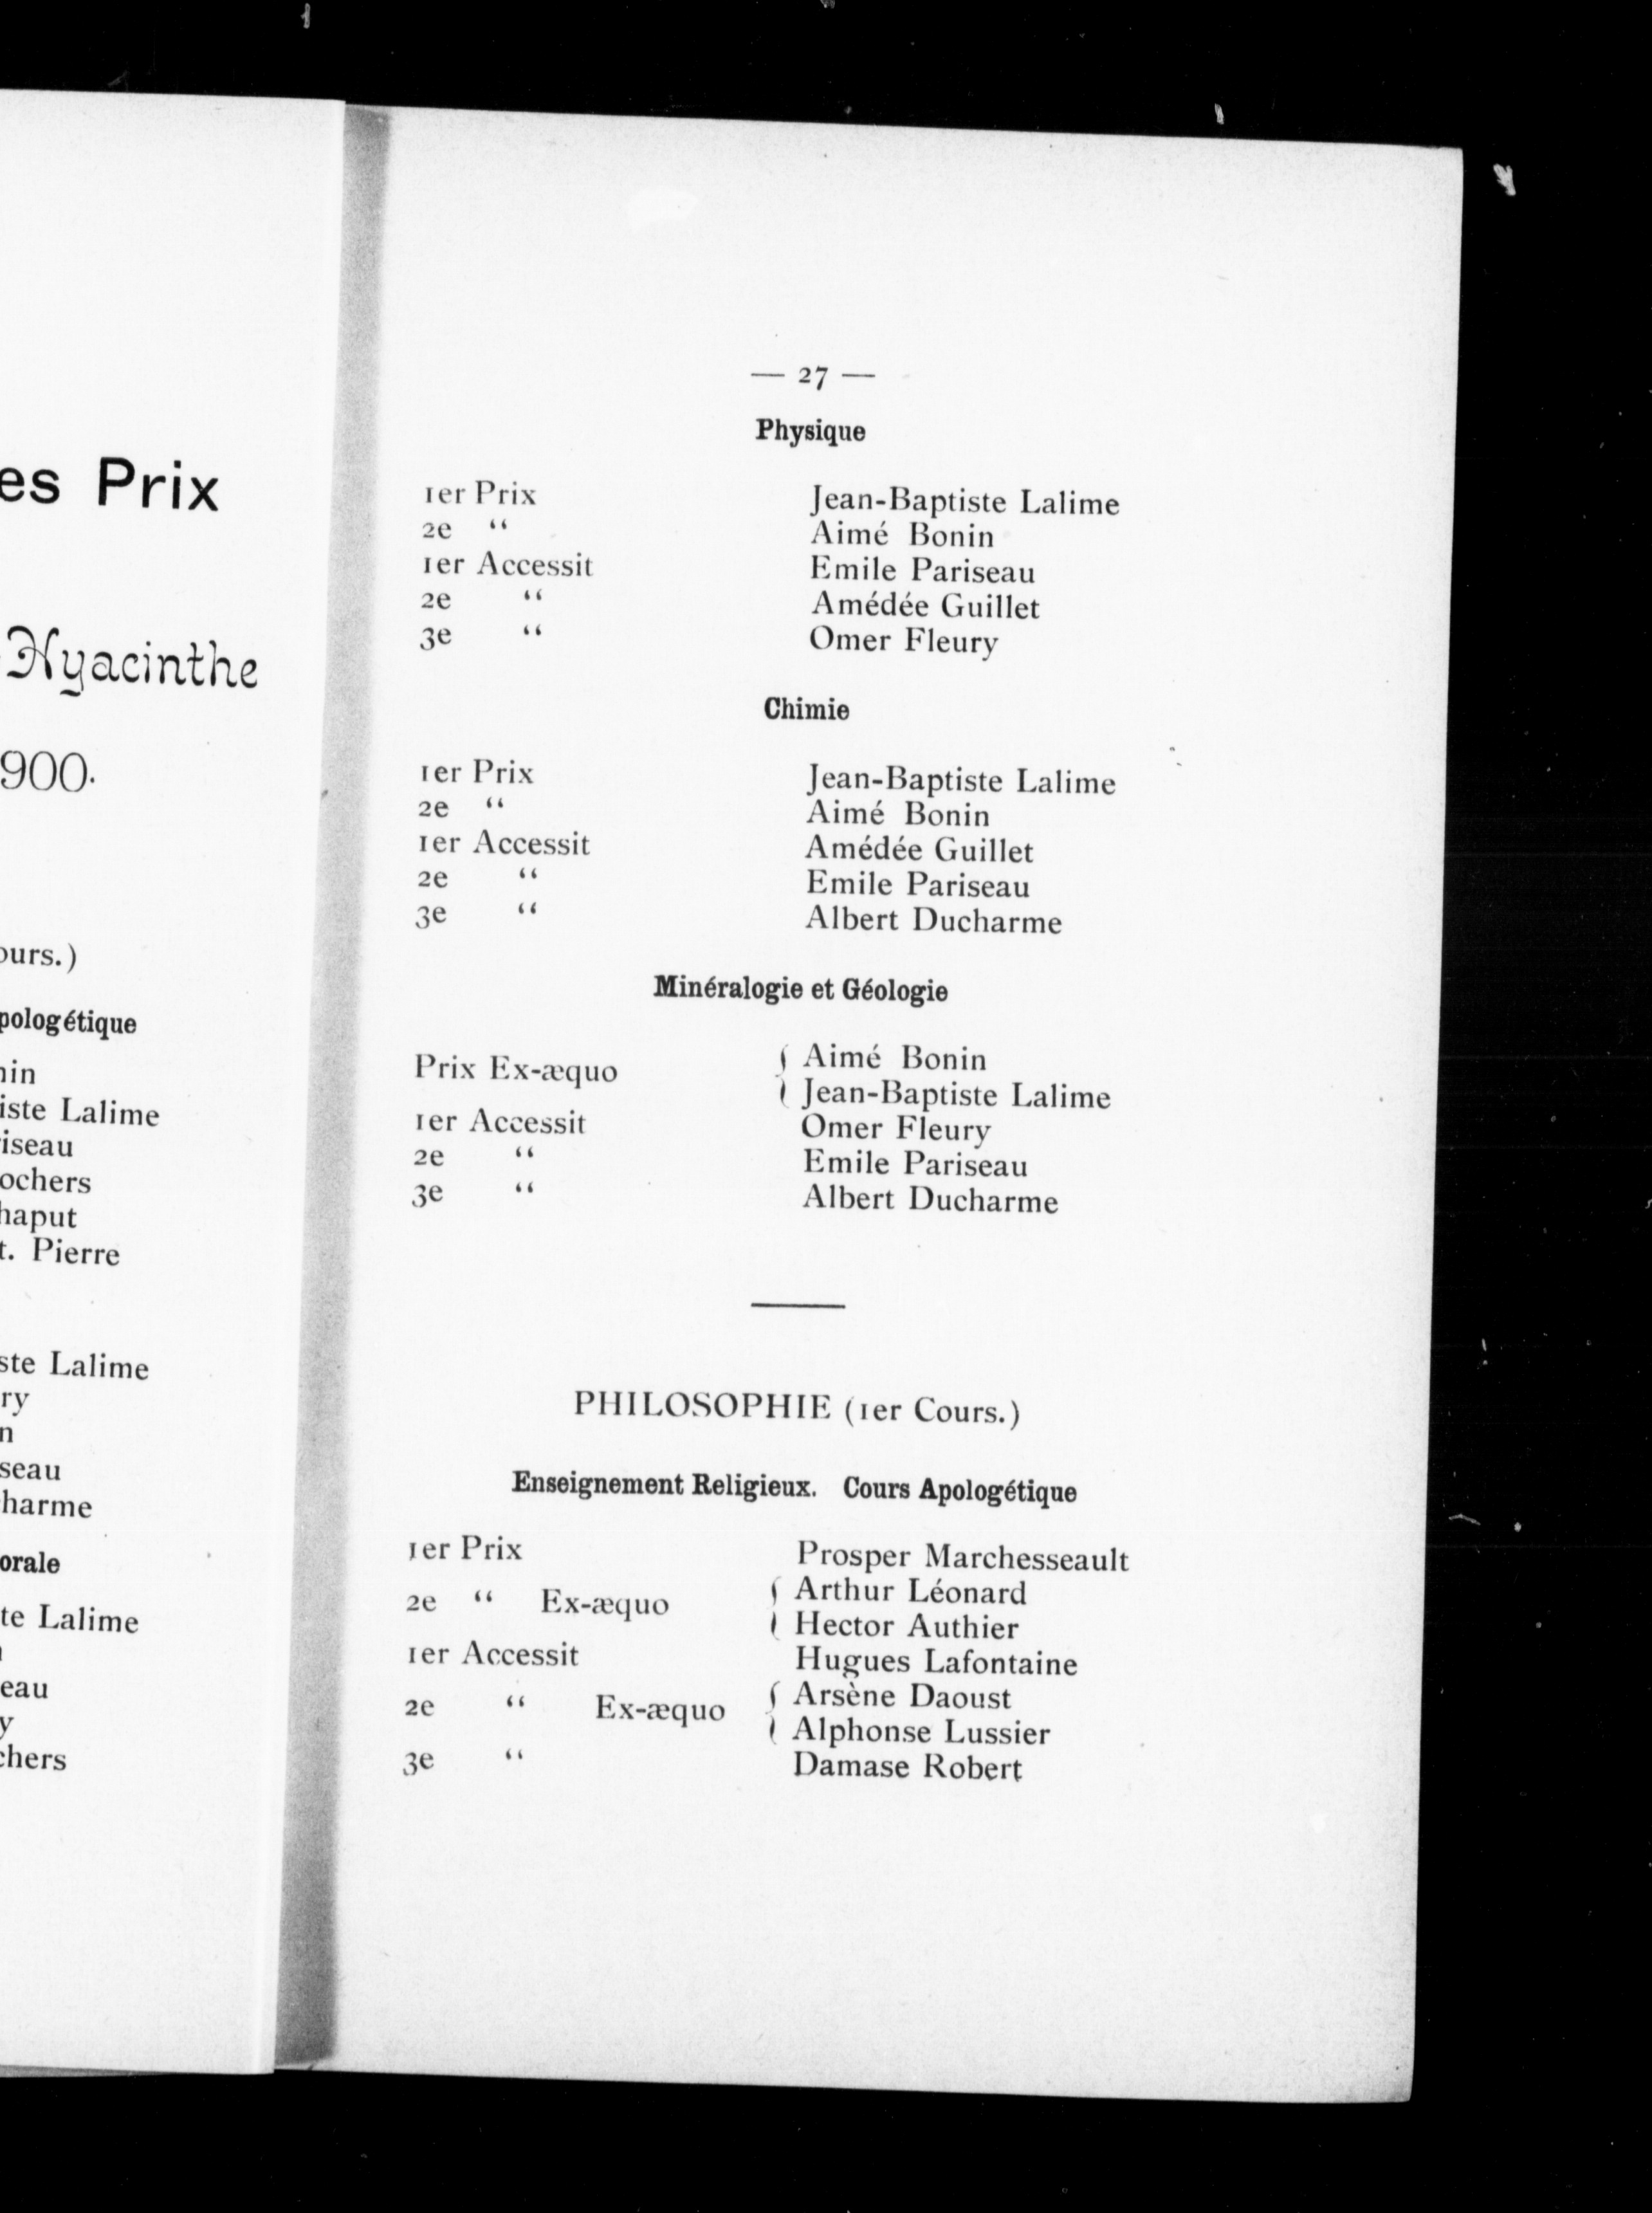 es Prix
Hyacinthe
900.
ours.)
pologétique
nin
iste Lalime
iseau
ochers
haput
t. Pierre
ste Lalime
ry
n
seau
harme
orale
te Lalime
eau
y
chers
— 27 —
Physique
1er Prix Jean-Baptiste Lalime
2e “ Aimé Bonin
1er Accessit Emile Pariseau
2e “ Amédée Guillet
3e “ Omer Fleury
Chimie
1er Prix Jean-Baptiste Lalime
2e “ Aimé Bonin
1er Accessit Amédée Guillet
2e “ Emile Pariseau
3e “ Albert Ducharme
Minéralogie et Géologie
Prix Ex-æquo { Aimé Bonin
Jean-Baptiste Lalime
1er Accessit Omer Fleury
2e “ Emile Pariseau
3e “ Albert Ducharme
PHILOSOPHIE (1er Cours.)
Enseignement Religieux. Cours Apologétique
1er Prix Prosper Marchesseault
2e “ Ex-æquo { Arthur Léonard
Hector Authier
1er Accessit Hugues Lafontaine
2e “ Ex-æquo { Arsène Daoust
Alphonse Lussier
3e “ Damase Robert